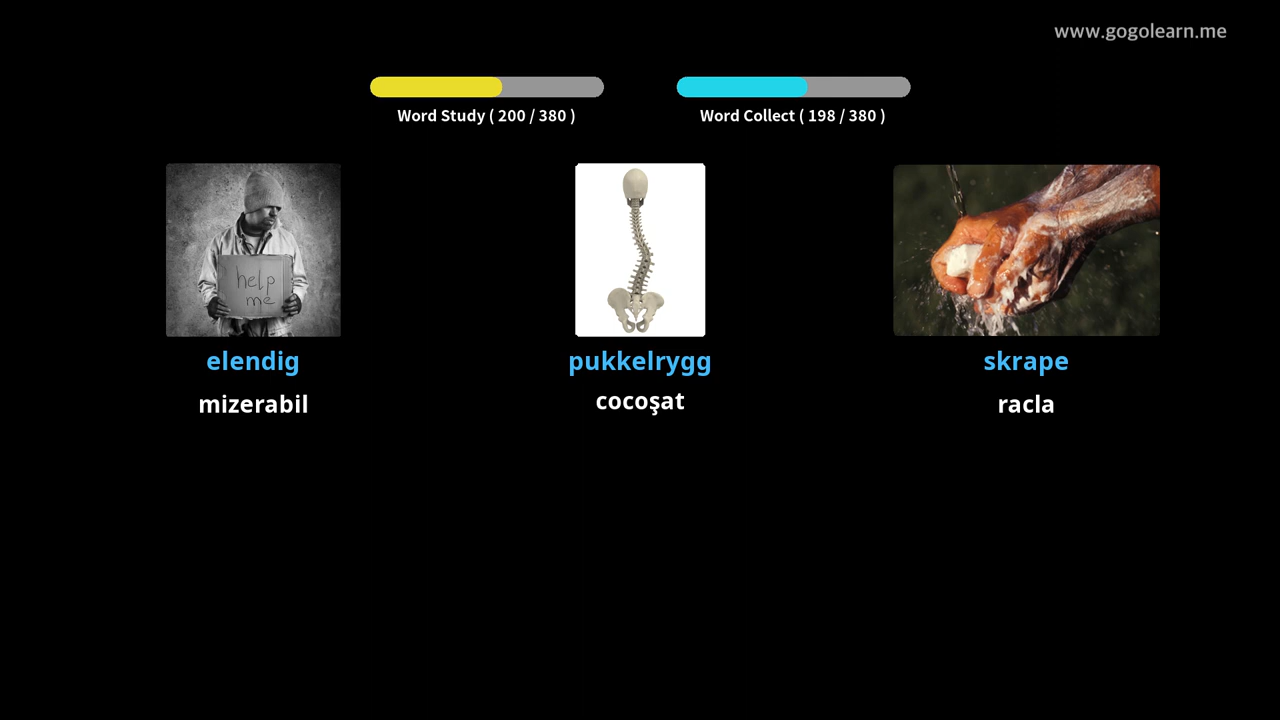 www.gogolearn.me
Word Study ( 200 / 380 )
Word Collect ( 198 / 380 )
help
me
elendig
pukkelrygg
skrape
mizerabil
cocoşat
racla